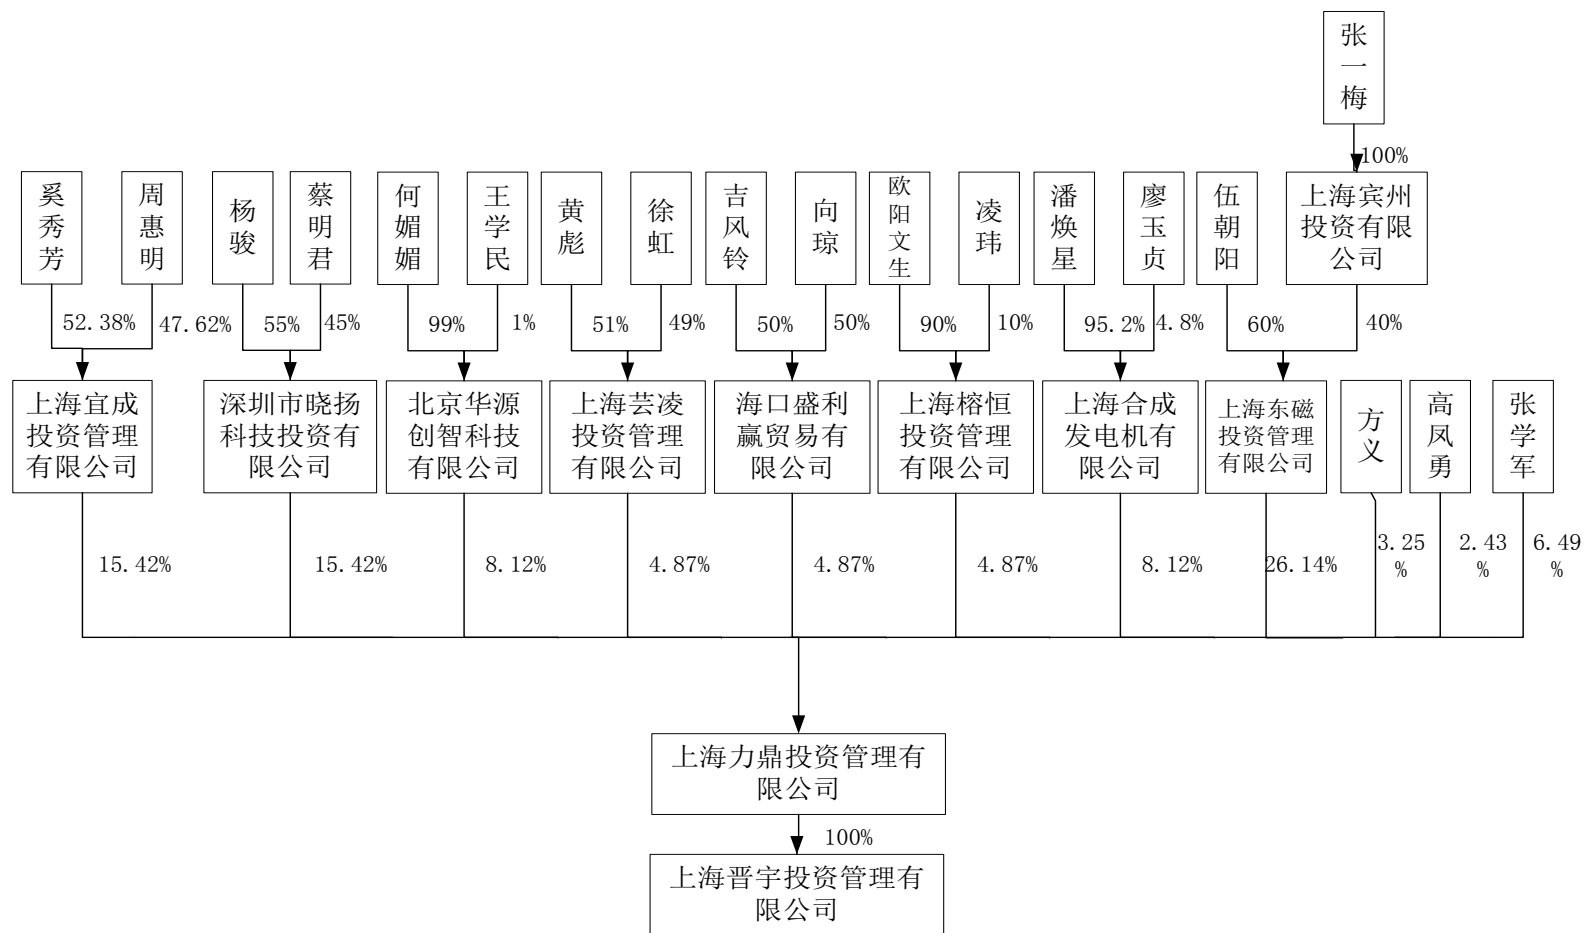 张
一
梅
100%
奚
秀
芳
周
惠
明
杨
骏
蔡
明
君
何
媚
媚
王
学
民
黄
彪
徐
虹
吉
风
铃
向
琼
欧
阳
文
生
凌
玮
潘
焕
星
廖
玉
贞
伍
朝
阳
上海宾州
投资有限
公司
52.38%
47.62%
55%
45%
99%
1%
51%
49%
50%
50%
90%
10%
95.2%
4.8%
60%
40%
上海宜成
投资管理
有限公司
深圳市晓扬
科技投资有
限公司
北京华源
创智科技
有限公司
上海芸凌
投资管理
有限公司
海口盛利
赢贸易有
限公司
上海榕恒
投资管理
有限公司
上海合成
发电机有
限公司
上海东磁
投资管理
有限公司
方
义
高
凤
勇
张
学
军
15.42%
15.42%
8.12%
4.87%
4.87%
4.87%
8.12%
26.14%
3.25
%
2.43
%
6.49
%
上海力鼎投资管理有
限公司
100%
上海晋宇投资管理有
限公司